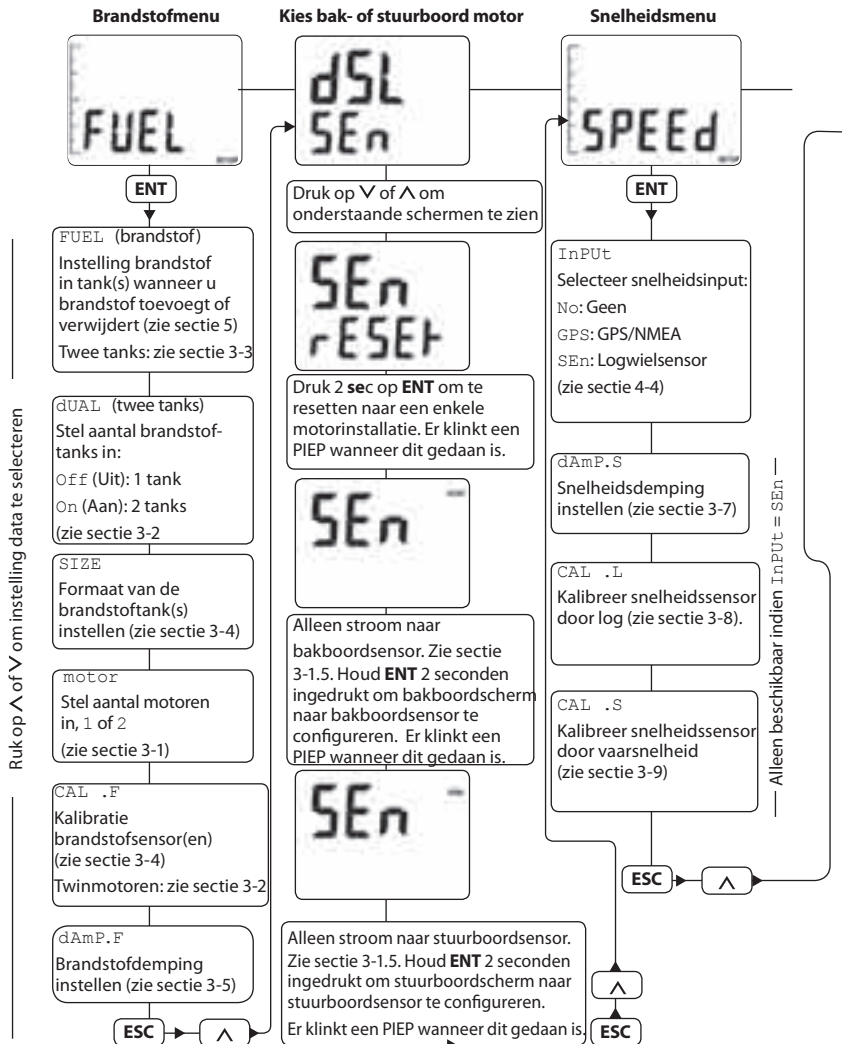 Brandstofmenu
FUEL
ENT
FUEL (brandstof)
Instelling brandstof
in tank(s) wanneer u
brandstof toevoegt of
verwijdert (zie sectie 5)
Twee tanks: zie sectie 3-3
dUAL (twee tanks)
Stel aantal brandstof-
tanks in:
Off (Uit): 1 tank
On (Aan): 2 tanks
(zie sectie 3-2
SIZE
Formaat van de
brandstoftank(s)
instellen (zie sectie 3-4)
motor
Stel aantal motoren
in, 1 of 2
(zie sectie 3-1)
CAL .F
Kalibratie
brandstofsensor(en)
(zie sectie 3-4)
Twinmotoren: zie sectie 3-2
dAmP.F
Brandstofdemping
instellen (zie sectie 3-5)
ESC
Ruk op ∧ of ∨ om instelling data te selecteren
Kies bak- of stuurboord motor
dSL
SEn
Druk op ∨ of ∧ om
onderstaande schermen te zien
SEn
rESEt
Druk 2 sec op ENT om te
resetten naar een enkele
motorinstallatie. Er klinkt een
PIEP wanneer dit gedaan is.
SEn
Alleen stroom naar
bakboordsensor. Zie sectie
3-1.5. Houd ENT 2 seconden
ingedrukt om bakboordscherm
naar bakboordsensor te
configureren. Er klinkt een
PIEP wanneer dit gedaan is.
SEn
Alleen stroom naar stuurboordsensor.
Zie sectie 3-1.5. Houd ENT 2 seconden
ingedrukt om stuurboordscherm naar
stuurboordsensor te configureren.
Er klinkt een PIEP wanneer dit gedaan is.
ESC
Snelheidsmenu
SPEEd
ENT
InPUt
Selecteer snelheidsinput:
No: Geen
GPS: GPS/NMEA
SEn: Logwielsensor
(zie sectie 4-4)
dAmP.S
Snelheidsdemping
instellen (zie sectie 3-7)
CAL .L
Kalibreer snelheidssensor
door log (zie sectie 3-8).
CAL .S
Kalibreer snelheidssensor
door vaarsnelheid
(zie sectie 3-9)
ESC
Alleen beschikbaar indien InPUt = SEn